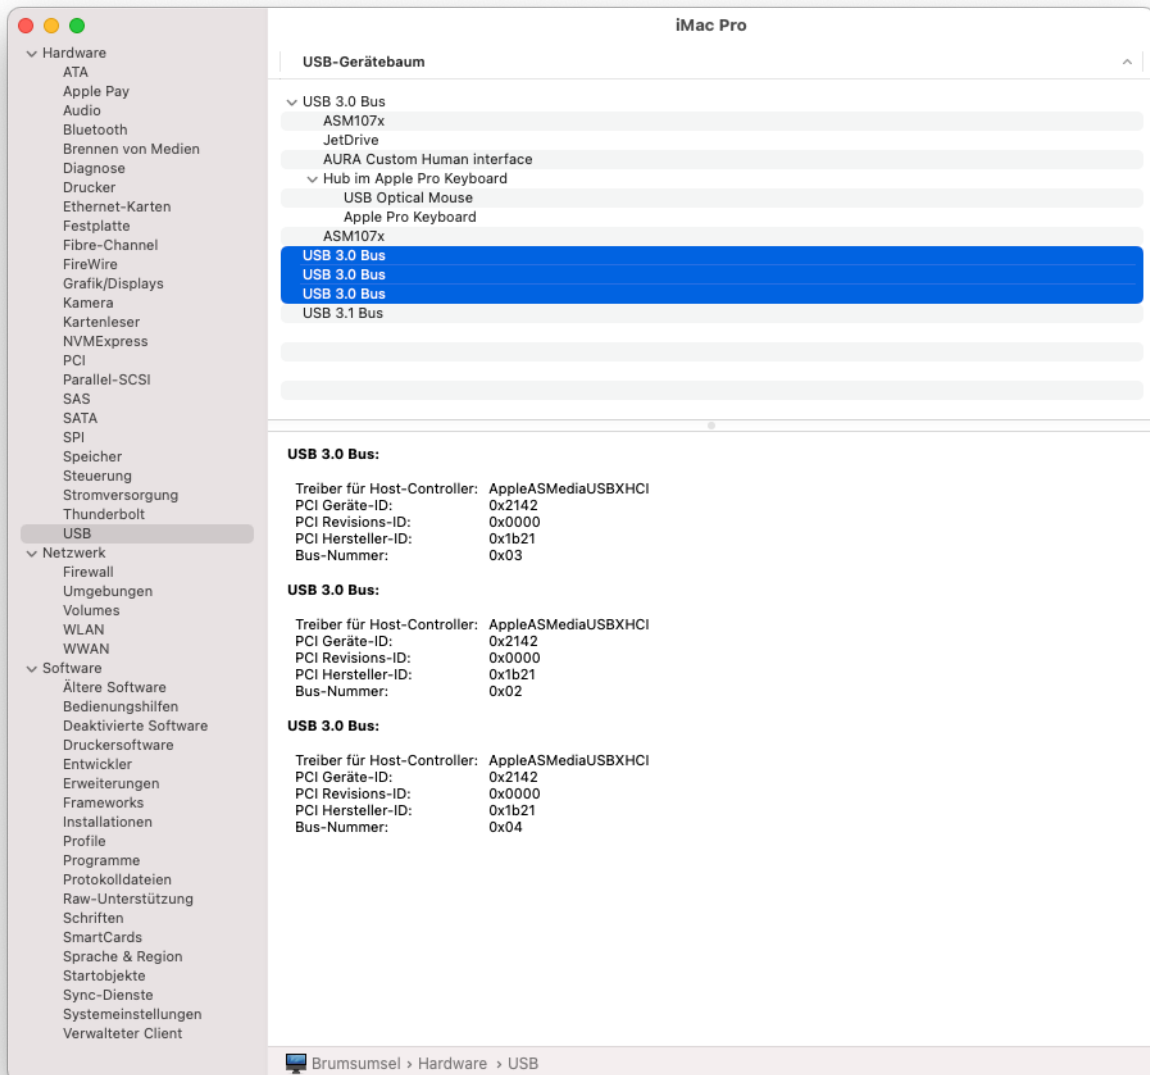 iMac Pro
Hardware
ATA
Apple Pay
Audio
Bluetooth
Brennen von Medien
Diagnose
Drucker
Ethernet-Karten
Festplatte
Fibre-Channel
FireWire
Grafik/Displays
Kamera
Kartenleser
NVMExpress
PCI
Parallel-SCSI
SAS
SATA
SPI
Speicher
Steuerung
Stromversorgung
Thunderbolt
USB
Netzwerk
Firewall
Umgebungen
Volumes
WLAN
WWAN
Software
Ältere Software
Bedienungshilfen
Deaktivierte Software
Druckersoftware
Entwickler
Erweiterungen
Frameworks
Installationen
Profile
Programme
Protokolldateien
Raw-Unterstützung
Schriften
SmartCards
Sprache & Region
Startobjekte
Sync-Dienste
Systemeinstellungen
Verwalteter Client
USB-Gerätebaum
USB 3.0 Bus
ASM107x
JetDrive
AURA Custom Human interface
Hub im Apple Pro Keyboard
USB Optical Mouse
Apple Pro Keyboard
ASM107x
USB 3.0 Bus
USB 3.0 Bus
USB 3.0 Bus
USB 3.1 Bus
USB 3.0 Bus:
Treiber für Host-Controller: AppleASMediaUSBXHCI
PCI Geräte-ID: 0x2142
PCI Revisions-ID: 0x0000
PCI Hersteller-ID: 0x1b21
Bus-Nummer: 0x03
USB 3.0 Bus:
Treiber für Host-Controller: AppleASMediaUSBXHCI
PCI Geräte-ID: 0x2142
PCI Revisions-ID: 0x0000
PCI Hersteller-ID: 0x1b21
Bus-Nummer: 0x02
USB 3.0 Bus:
Treiber für Host-Controller: AppleASMediaUSBXHCI
PCI Geräte-ID: 0x2142
PCI Revisions-ID: 0x0000
PCI Hersteller-ID: 0x1b21
Bus-Nummer: 0x04
Brumsumsel › Hardware › USB